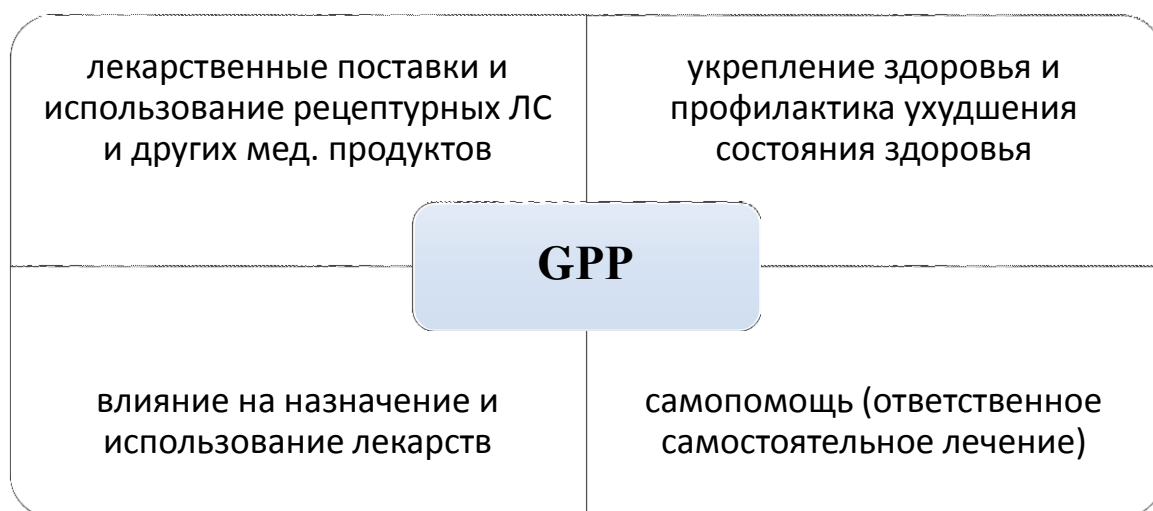 лекарственные поставки и
использование рецептурных ЛС
и других мед. продуктов
укрепление здоровья и
профилактика ухудшения
состояния здоровья
GPP
влияние на назначение и
использование лекарств
самопомощь (ответственное
самостоятельное лечение)